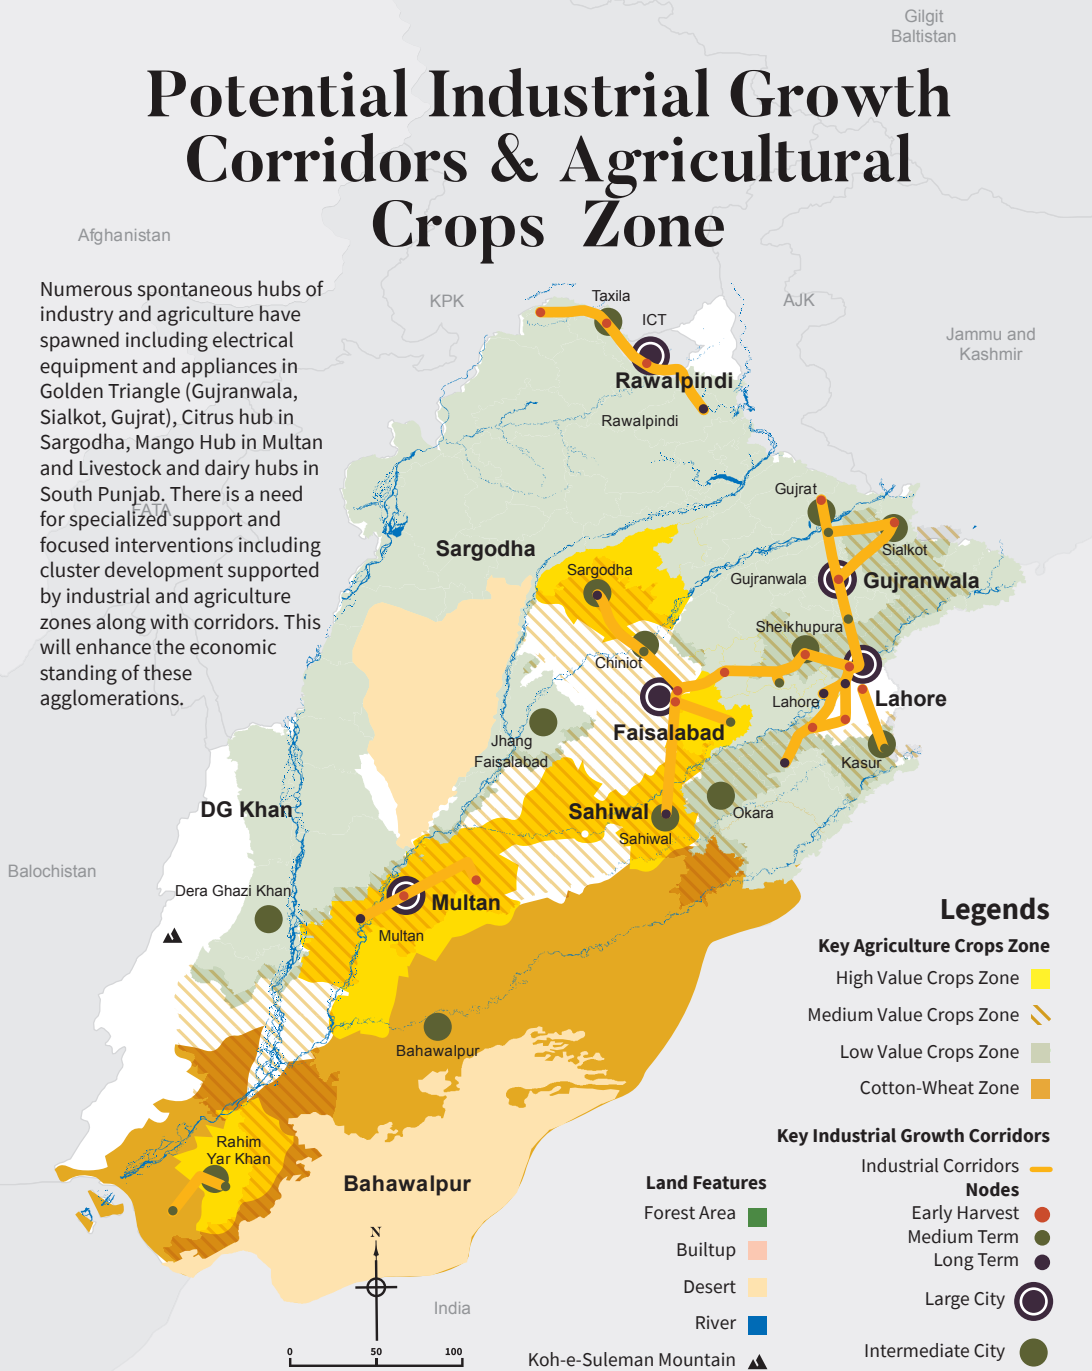 Gilgit
Baltistan
Potential Industrial Growth
Corridors & Agricultural
Crops Zone
Afghanistan
KPK
AJK
Jammu and
Kashmir
FATA
Balochistan
India
Numerous spontaneous hubs of
industry and agriculture have
spawned including electrical
equipment and appliances in
Golden Triangle (Gujranwala,
Sialkot, Gujrat), Citrus hub in
Sargodha, Mango Hub in Multan
and Livestock and dairy hubs in
South Punjab. There is a need
for specialized support and
focused interventions including
cluster development supported
by industrial and agriculture
zones along with corridors. This
will enhance the economic
standing of these
agglomerations.
Taxila
ICT
Rawalpindi
Rawalpindi
Gujrat
Sialkot
Sargodha
Sargodha
Gujranwala
Gujranwala
Sheikhupura
Chiniot
Lahore
Lahore
Faisalabad
Jhang
Faisalabad
Kasur
DG Khan
Sahiwal
Okara
Sahiwal
Dera Ghazi Khan
Multan
Multan
Bahawalpur
Rahim
Yar Khan
Bahawalpur
N
0 50 100
Legends
Key Agriculture Crops Zone
High Value Crops Zone
Medium Value Crops Zone
Low Value Crops Zone
Cotton-Wheat Zone
Key Industrial Growth Corridors
Industrial Corridors
Nodes
Early Harvest
Medium Term
Long Term
Large City
Intermediate City
Land Features
Forest Area
Builtup
Desert
River
Koh-e-Suleman Mountain